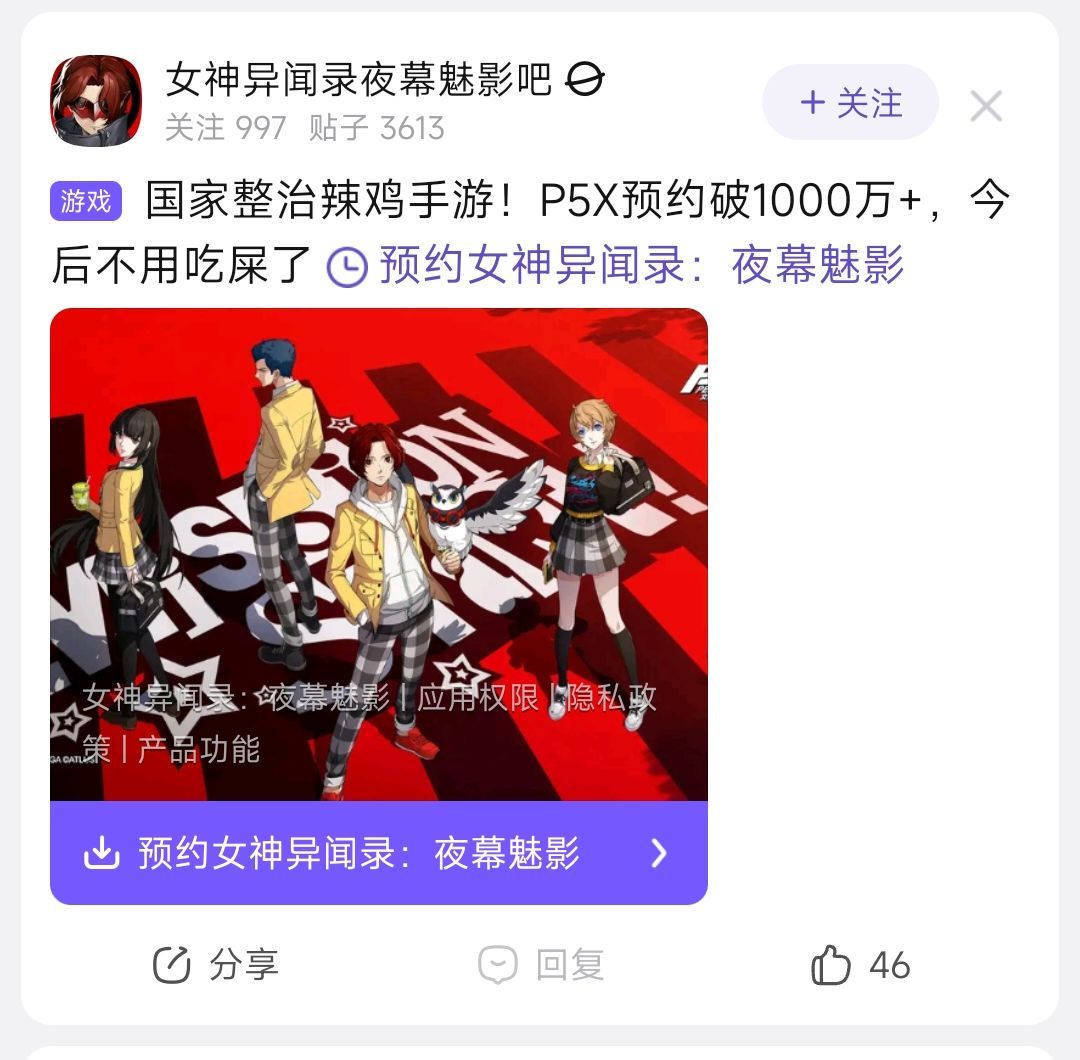 女神异闻录夜幕魅影吧
关注 997 贴子 3613
+ 关注
游戏 国家整治辣鸡手游！P5X预约破1000万+，今
后不用吃屎了 预约女神异闻录：夜幕魅影
女神异闻录：夜幕魅影 | 应用权限 | 隐私政
策 | 产品功能
预约女神异闻录：夜幕魅影
分享
回复
46